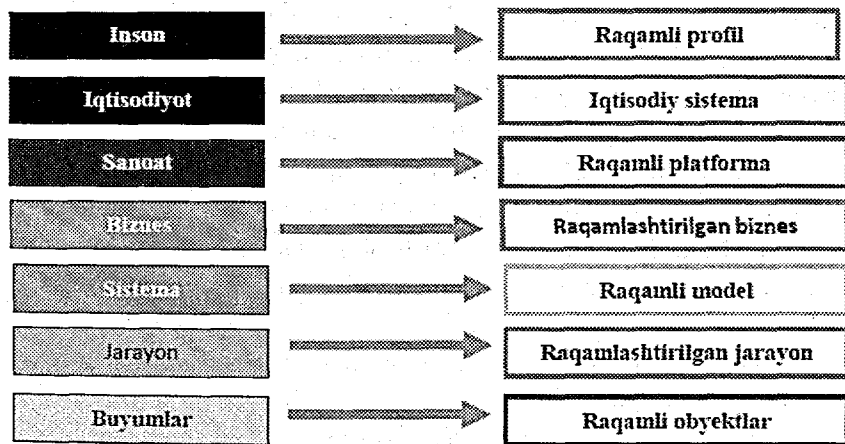 Inson
Raqamli profil
Iqtisodiyot
Iqtisodiy sistema
Sanoat
Raqamli platforma
Biznes
Raqamlashtirilgan biznes
Sistema
Raqamli model
Jarayon
Raqamlashtirilgan jarayon
Buyumlar
Raqamli obyektlar